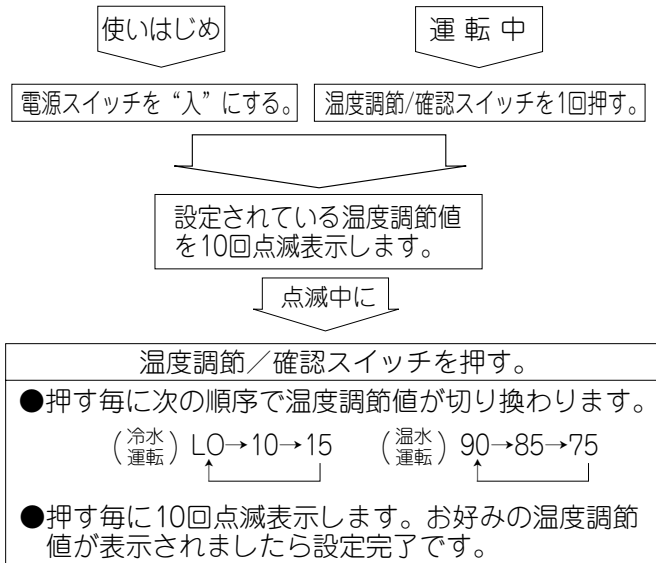 使いはじめ
運 転 中
電源スイッチを“入”にする。
温度調節/確認スイッチを1回押す。
設定されている温度調節値
を10回点滅表示します。
点滅中に
温度調節／確認スイッチを押す。
●押す毎に次の順序で温度調節値が切り換わります。
(冷水運転) LO→10→15 (温水運転) 90→85→75
●押す毎に10回点滅表示します。お好みの温度調節
値が表示されましたら設定完了です。